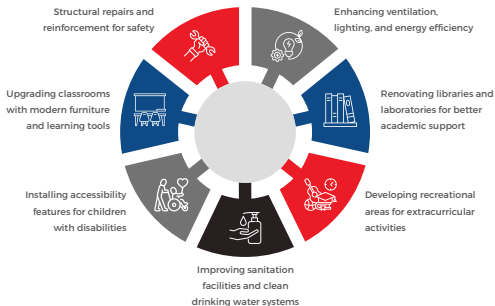 Structural repairs and
reinforcement for safety
Enhancing ventilation,
lighting, and energy efficiency
Upgrading classrooms
with modern furniture
and learning tools
Renovating libraries and
laboratories for better
academic support
Installing accessibility
features for children
with disabilities
Developing recreational
areas for extracurricular
activities
Improving sanitation
facilities and clean
drinking water systems